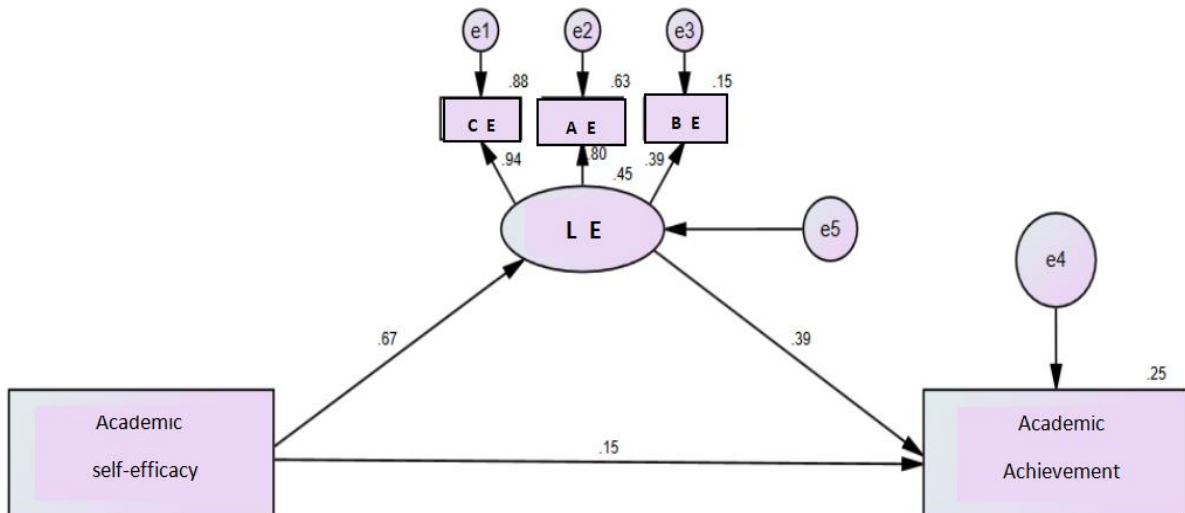 e1
e2
e3
.88
.63
.15
C E
A E
B E
.94
.80
.39
.45
L E
e5
e4
.67
.39
.25
Academic
self-efficacy
.15
Academic
Achievement